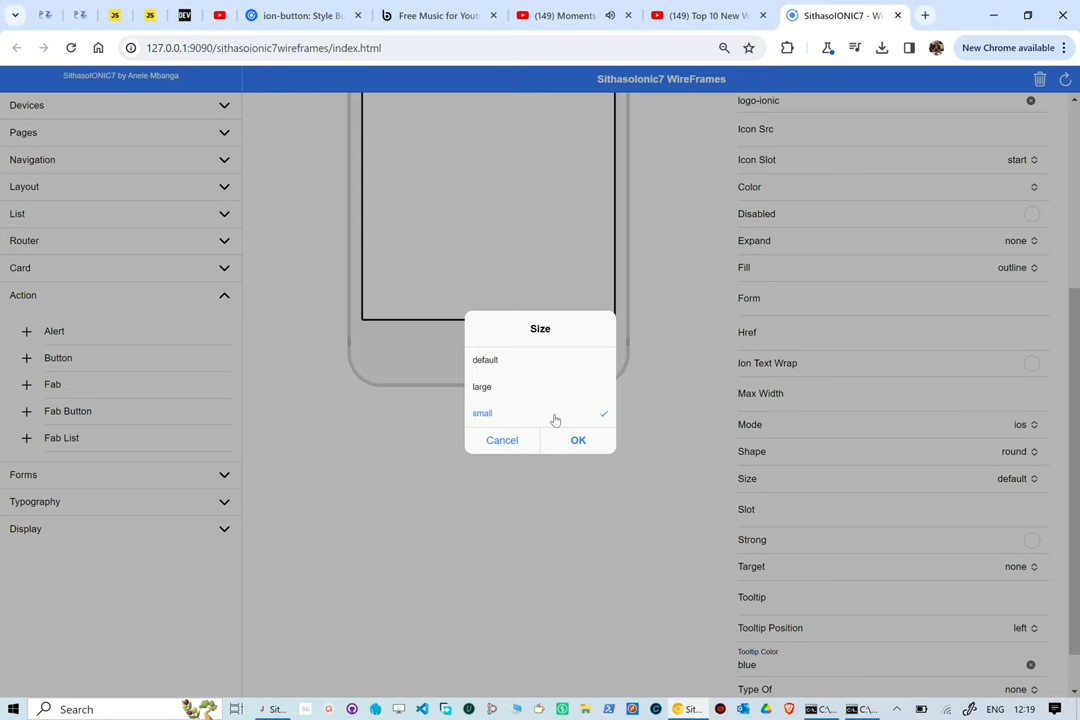 ion-button: Style Bu
Free Music for Yout
(149) Moments
(149) Top 10 New W
SithasoIONIC7 - Wir
127.0.0.1:9090/sithasoionic7wireframes/index.html
New Chrome available
SithasoIONIC7 by Anele Mbanga
SithasoIonic7 WireFrames
Devices
Pages
Navigation
Layout
List
Router
Card
Action
Alert
Button
Fab
Fab Button
Fab List
Forms
Typography
Display
Size
default
large
small
Cancel
OK
logo-ionic
Icon Src
Icon Slot
start
Color
Disabled
Expand
none
Fill
outline
Form
Href
Ion Text Wrap
Max Width
Mode
ios
Shape
round
Size
default
Slot
Strong
Target
none
Tooltip
Tooltip Position
left
Tooltip Color
blue
Type Of
none
Search
Sit...
Sit...
C:\...
C:\...
ENG
12:19